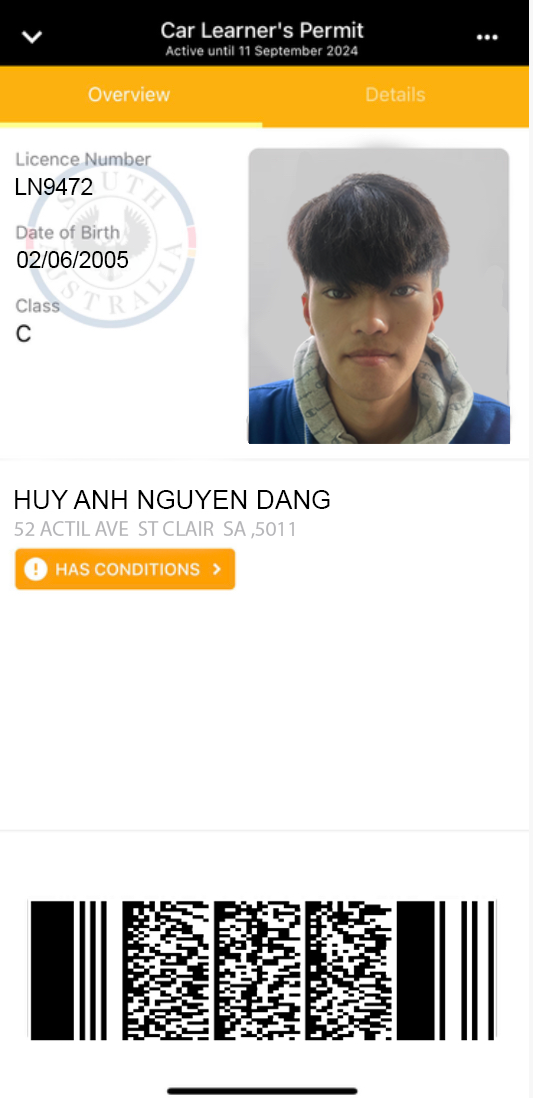 Car Learner's Permit
Active until 11 September 2024
Overview
Details
Licence Number
LN9472
Date of Birth
02/06/2005
Class
C
SOUTH AUSTRALIA
HUY ANH NGUYEN DANG
52 ACTIL AVE  ST CLAIR  SA ,5011
HAS CONDITIONS